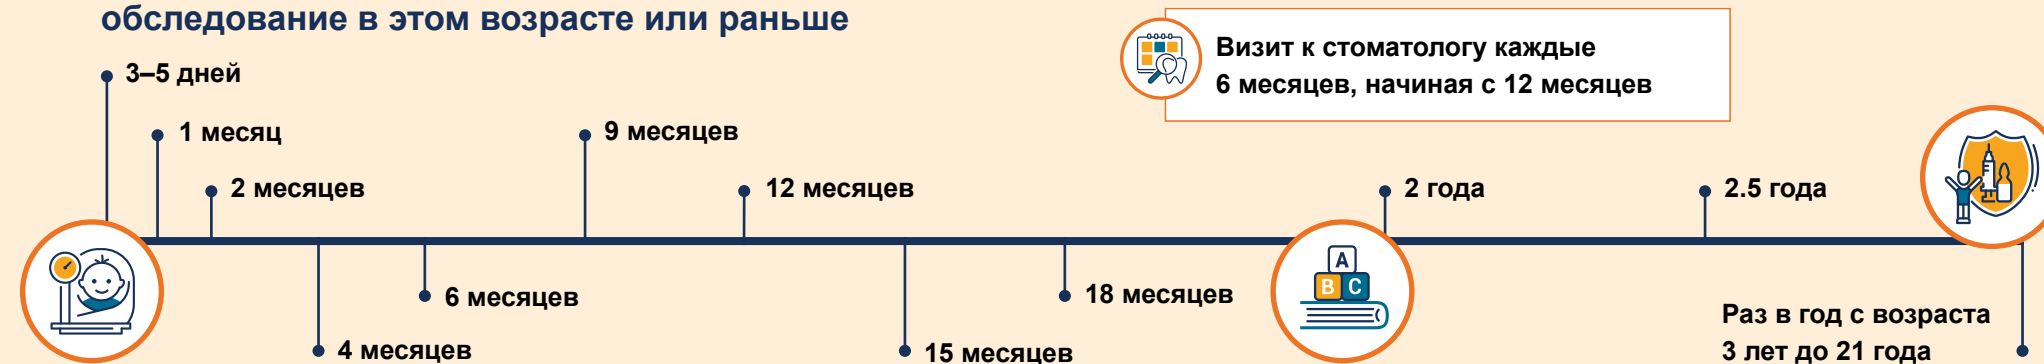 обследование в этом возрасте или раньше
Визит к стоматологу каждые
6 месяцев, начиная с 12 месяцев
3–5 дней
1 месяц
2 месяцев
4 месяцев
6 месяцев
9 месяцев
12 месяцев
15 месяцев
18 месяцев
A
B C
2 года
2.5 года
Раз в год с возраста
3 лет до 21 года